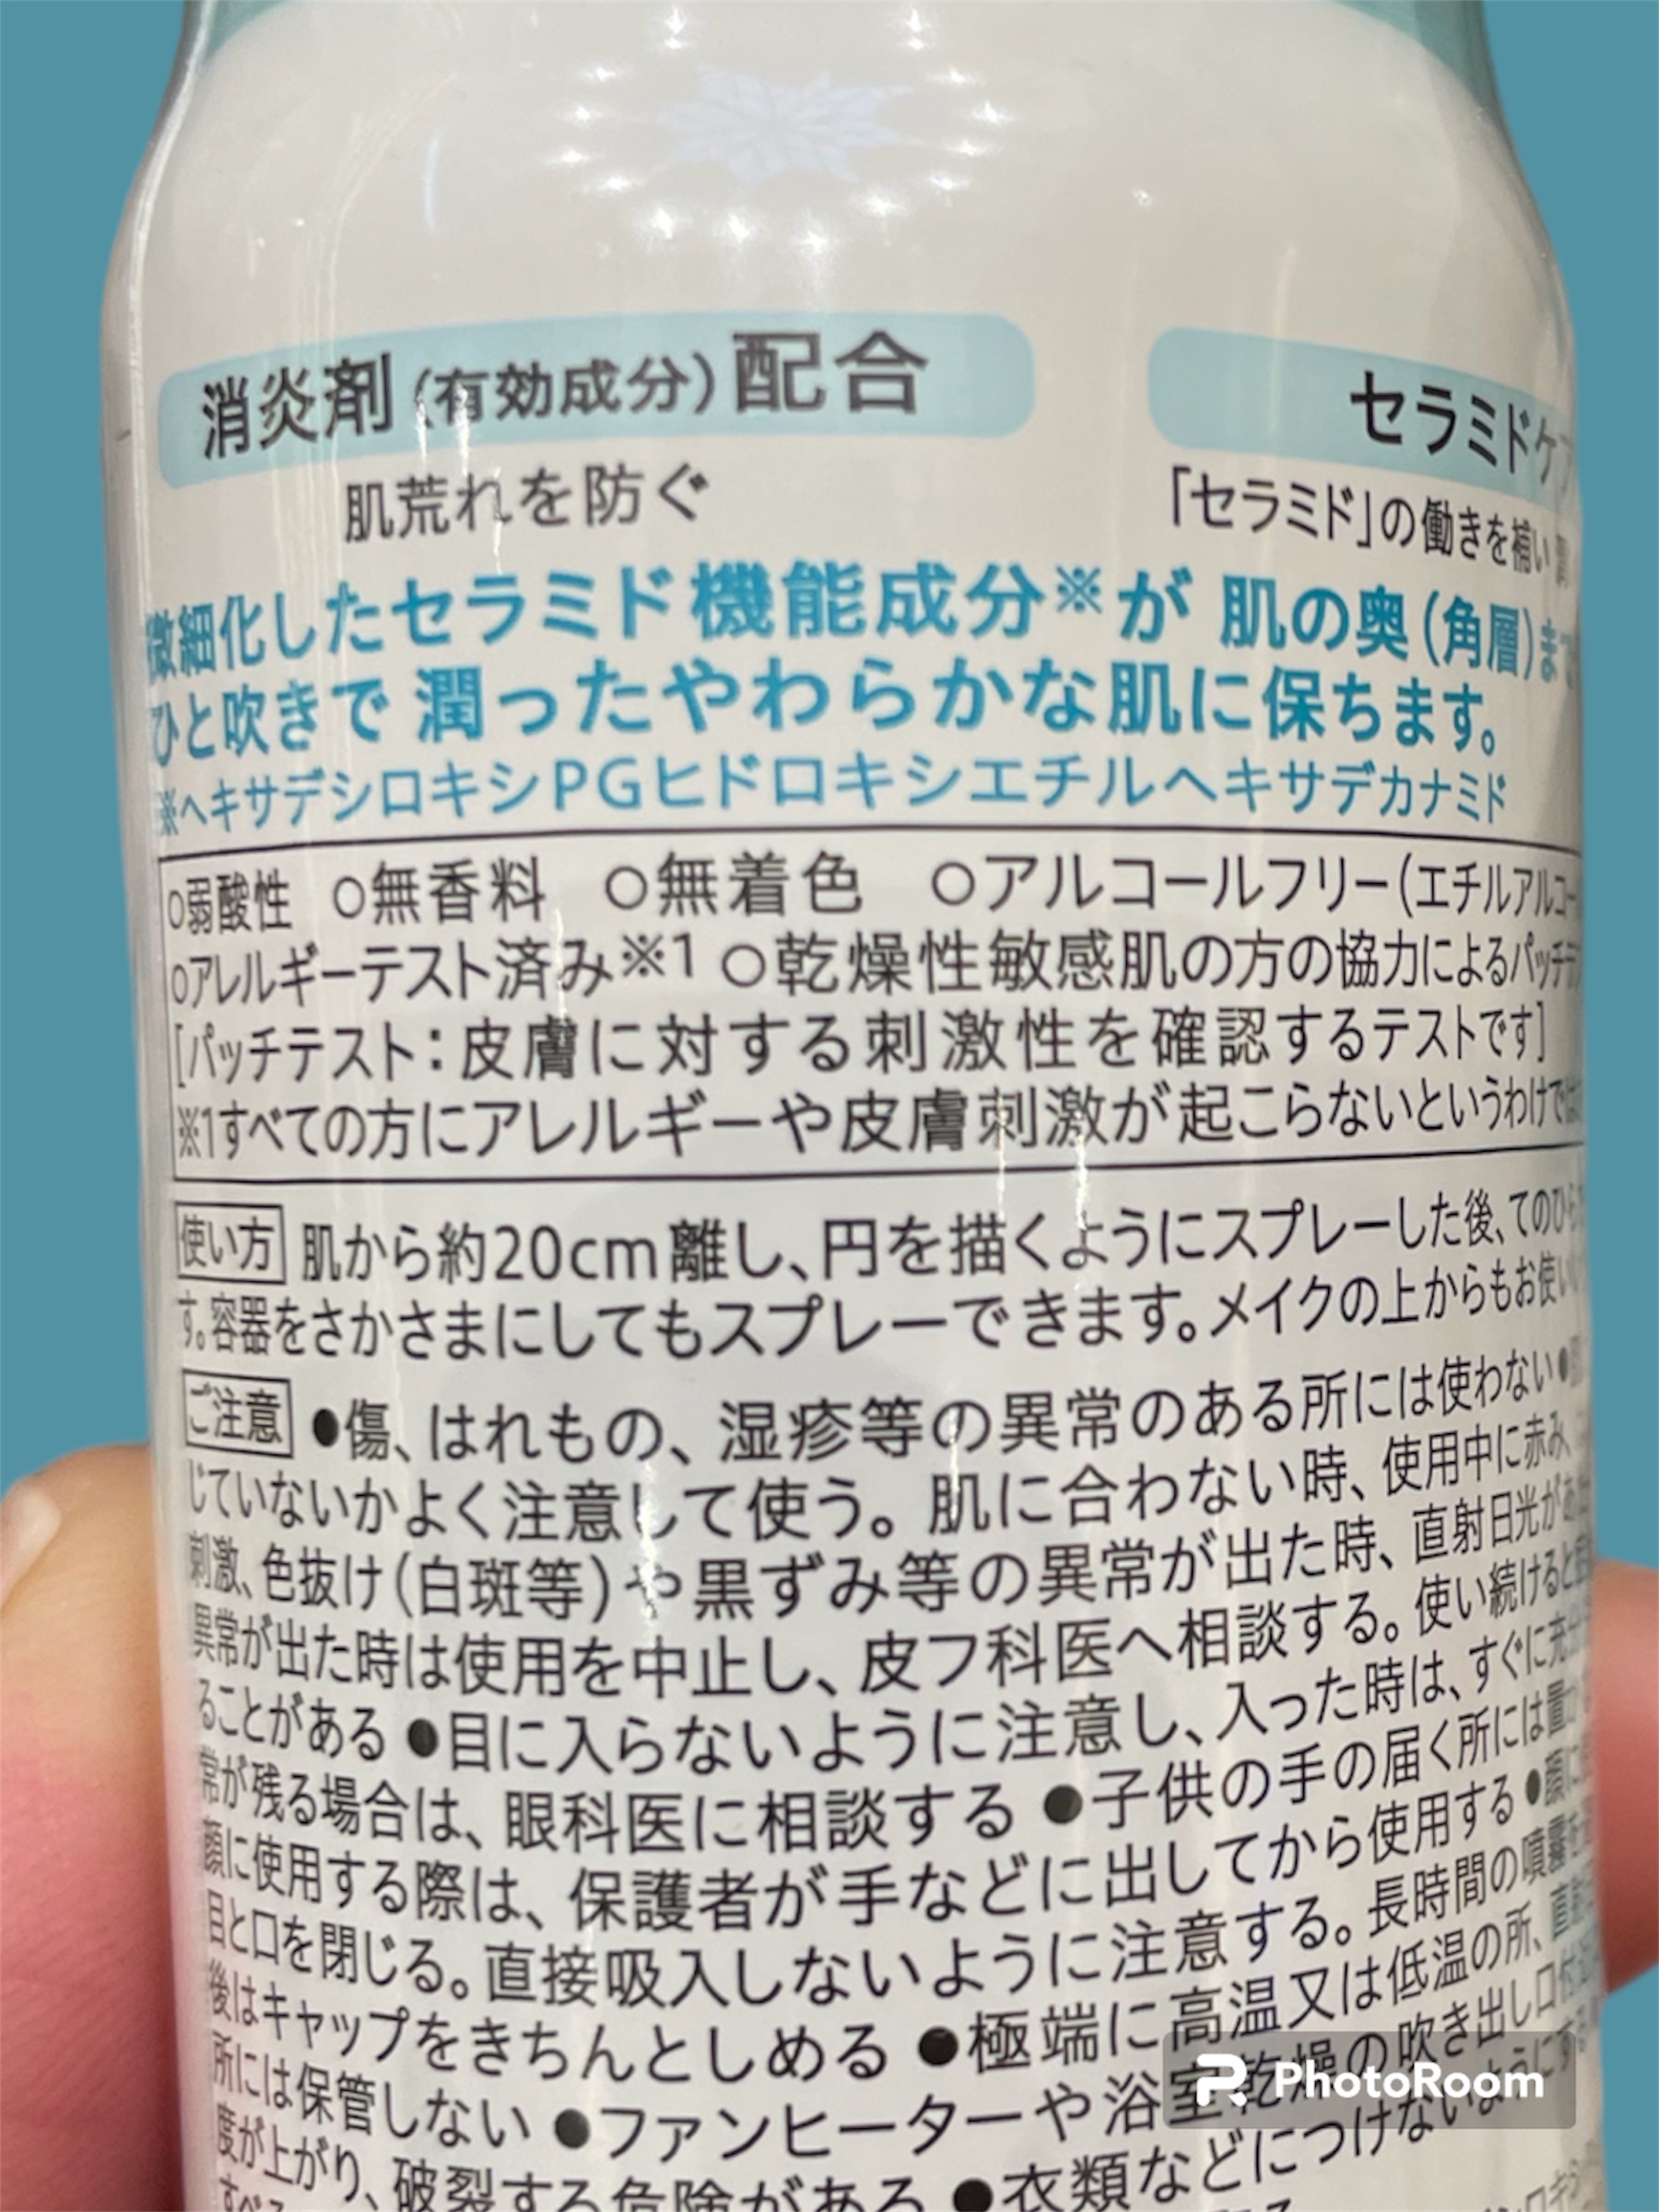 消炎剤(有効成分)配合
セラミドケ
肌荒れを防ぐ
「セラミド」の働きを補い
微細化したセラミド機能成分※が 肌の奥(角層)まで
ひと吹きで 潤ったやわらかな肌に保ちます。
※ヘキサデシロキシPGヒドロキシエチルヘキサデカナミド
○弱酸性 ○無香料 ○無着色 ○アルコールフリー(エチルアルコー
○アレルギーテスト済み※1 ○乾燥性敏感肌の方の協力によるパッチテ
[パッチテスト:皮膚に対する刺激性を確認するテストです]
※1すべての方にアレルギーや皮膚刺激が起こらないというわけでは
使い方 肌から約20cm離し、円を描くようにスプレーした後、てのひら
す。容器をさかさまにしてもスプレーできます。メイクの上からもお使い
ご注意 ●傷、はれもの、湿疹等の異常のある所には使わない●
じていないかよく注意して使う。肌に合わない時、使用中に赤み、
刺激、色抜け(白斑等)や黒ずみ等の異常が出た時、直射日光があ
異常が出た時は使用を中止し、皮フ科医へ相談する。使い続けると
ることがある ●目に入らないように注意し、入った時は、すぐに充
常が残る場合は、眼科医に相談する ●子供の手の届く所には置
顔に使用する際は、保護者が手などに出してから使用する ●顔に
目と口を閉じる。直接吸入しないように注意する。長時間の噴霧
後はキャップをきちんとしめる ●極端に高温又は低温の所、直射
所には保管しない ●ファンヒーターや浴室乾燥の吹き出し口付
度が上がり、破裂する危険がある ●衣類などにつけないように
PhotoRoom